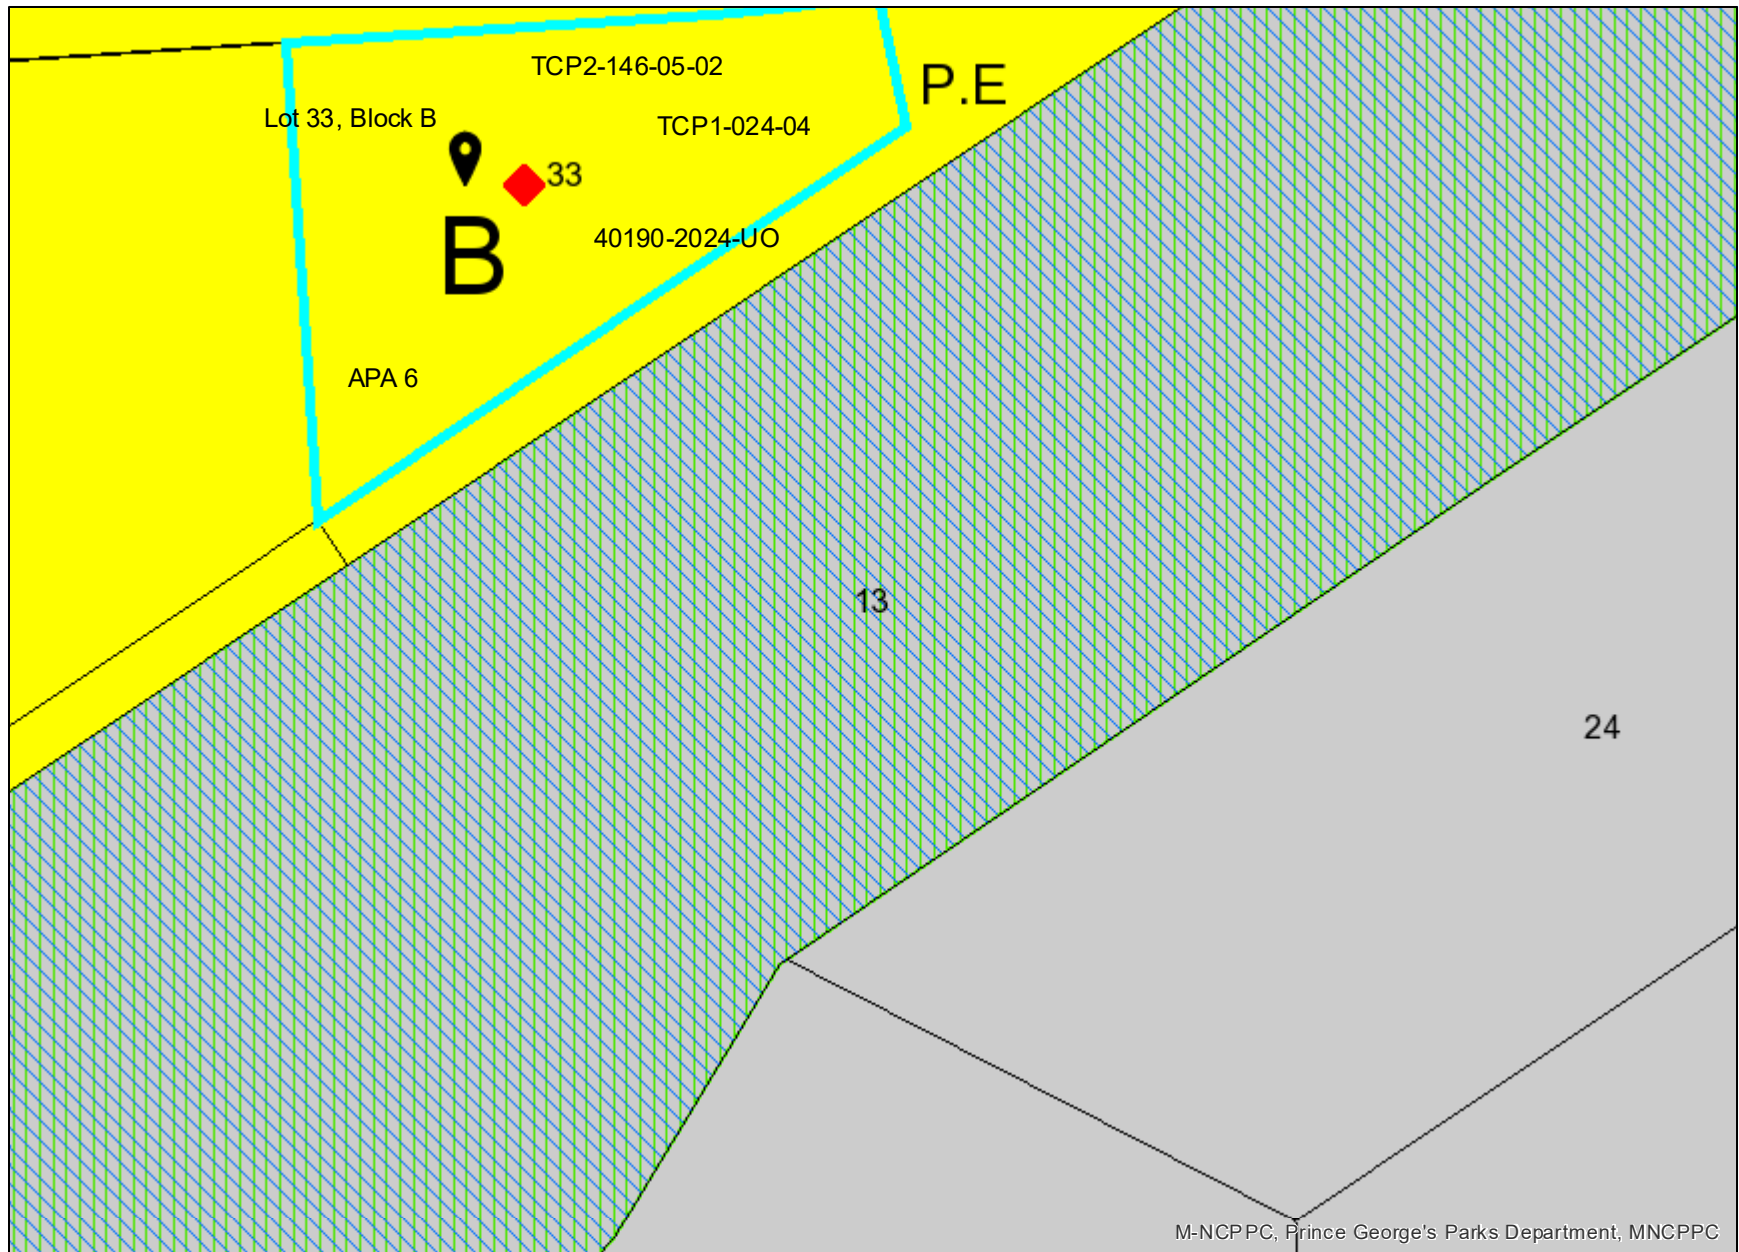 TCP2-146-05-02
P.E
Lot 33, Block B
TCP1-024-04
33
B
40190-2024-UO
APA 6
13
24
M-NCPPC, Prince George's Parks Department, MNCPPC